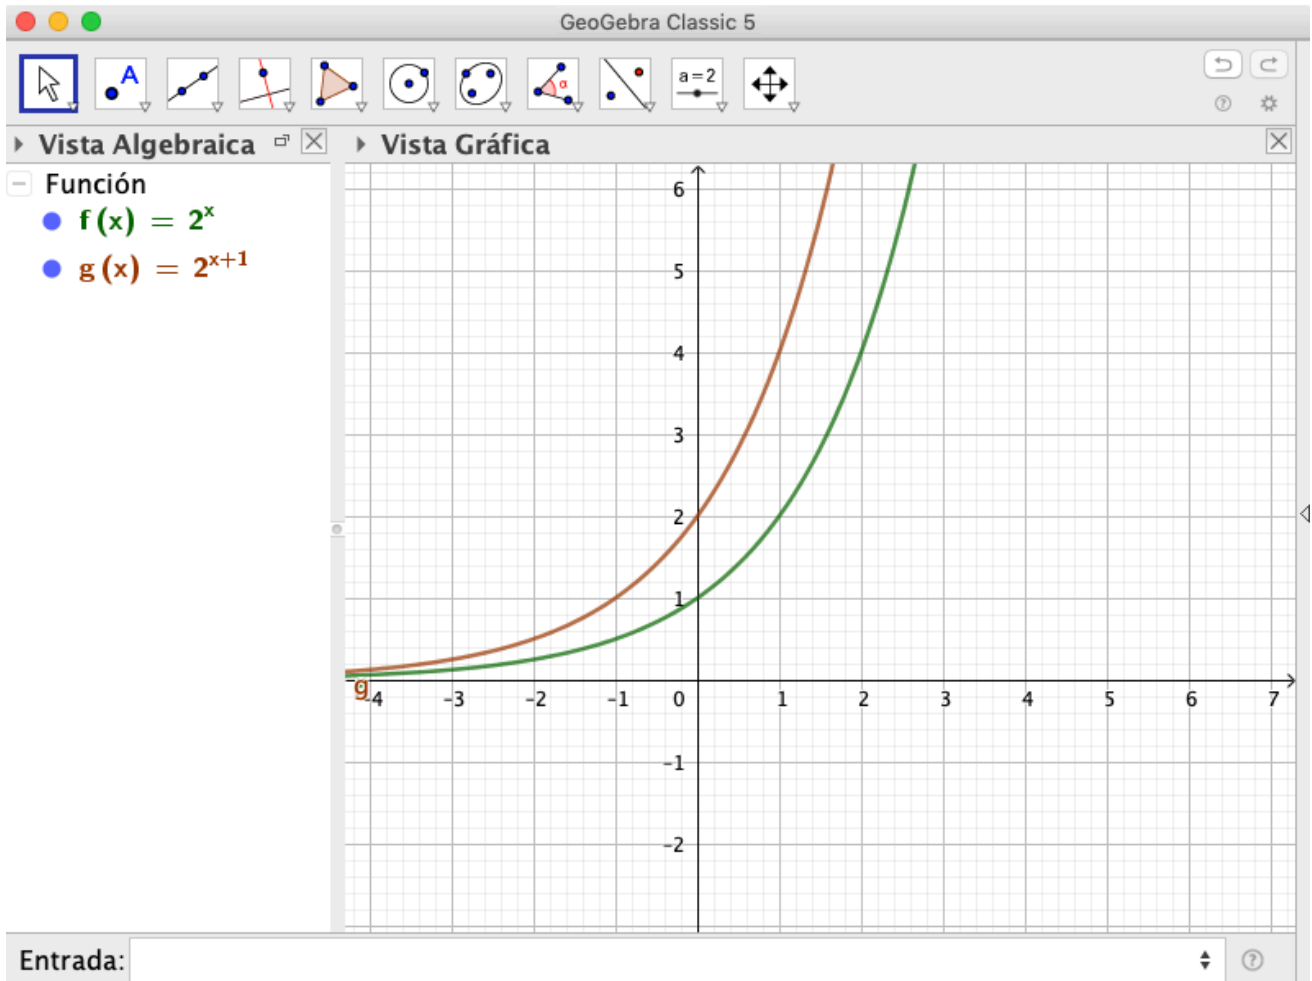 GeoGebra Classic 5
A
α
a=2
Vista Algebraica
Vista Gráfica
Función
f (x) = 2^x
g (x) = 2^{x+1}
6
5
4
3
2
1
g
-4 -3 -2 -1 0 1 2 3 4 5 6 7
-1
-2
Entrada: